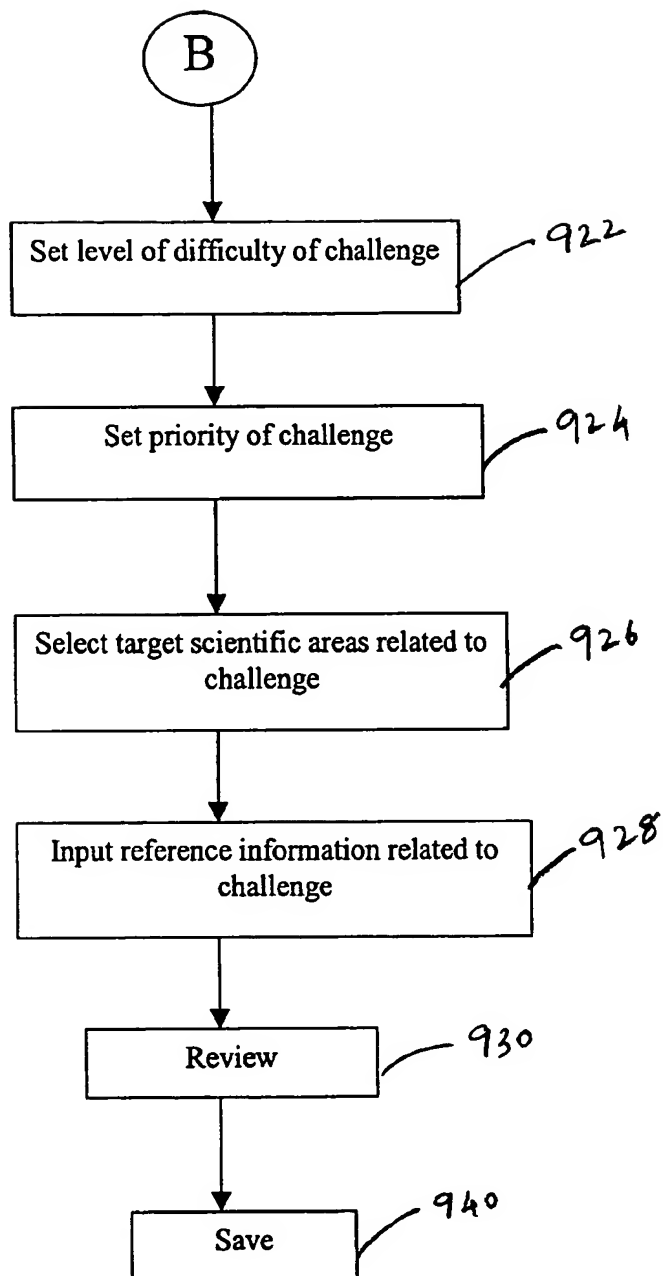 B
Set level of difficulty of challenge
922
Set priority of challenge
924
Select target scientific areas related to
challenge
926
Input reference information related to
challenge
928
Review
930
Save
940